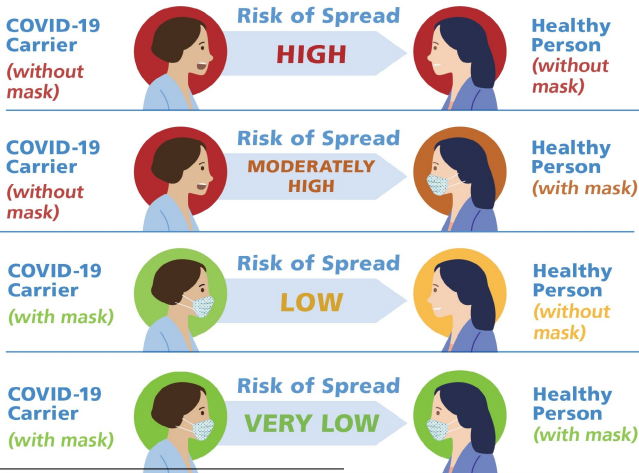 COVID-19
Carrier
(without
mask)
Risk of Spread
HIGH
Healthy
Person
(without
mask)
COVID-19
Carrier
(without
mask)
Risk of Spread
MODERATELY
HIGH
Healthy
Person
(with mask)
COVID-19
Carrier
(with mask)
Risk of Spread
LOW
Healthy
Person
(without
mask)
COVID-19
Carrier
(with mask)
Risk of Spread
VERY LOW
Healthy
Person
(with mask)